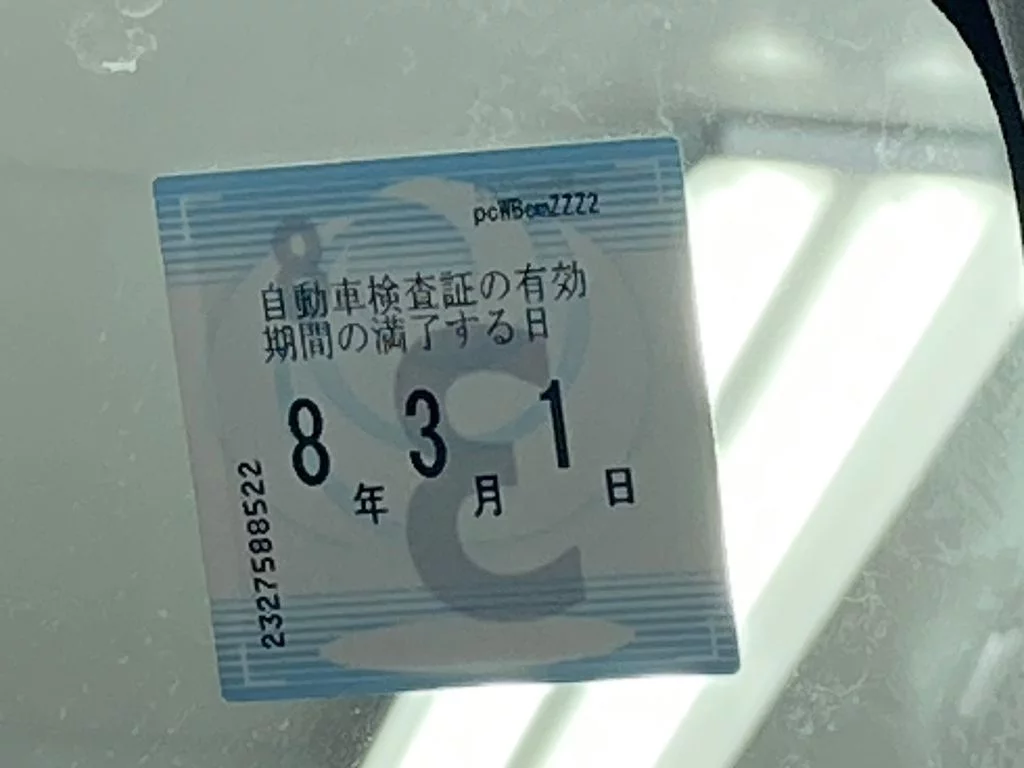 pcWBcmZZZ2
自動車検査証の有効
期間の満了する日
8年 3月 1日
2327588522